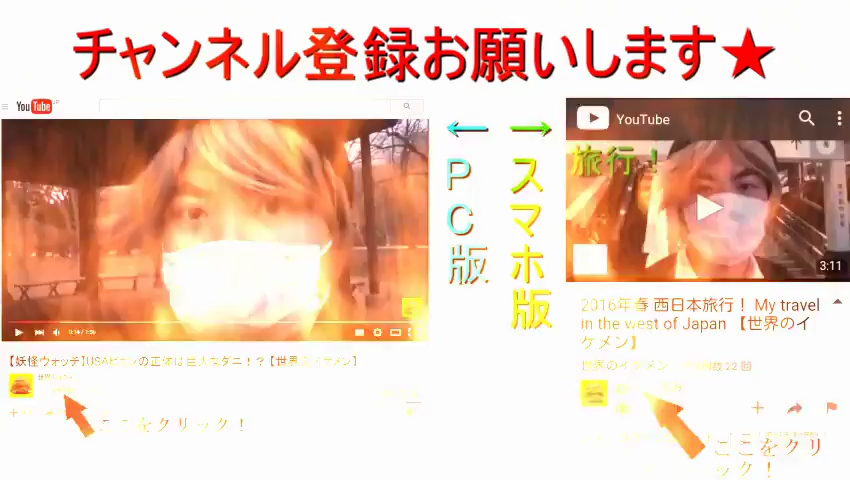 チャンネル登録お願いします★
YouTube
← →
PC版
スマホ版
YouTube
旅行！
3:11
2016年春 西日本旅行！ My travel
in the west of Japan 【世界のイ
ケメン】
世界のイケメン
22 回
【妖怪ウォッチ】USAピョンの正体は巨大なダニ！？【世界のイケメン】
ここをクリック！
ここをクリ
ック！